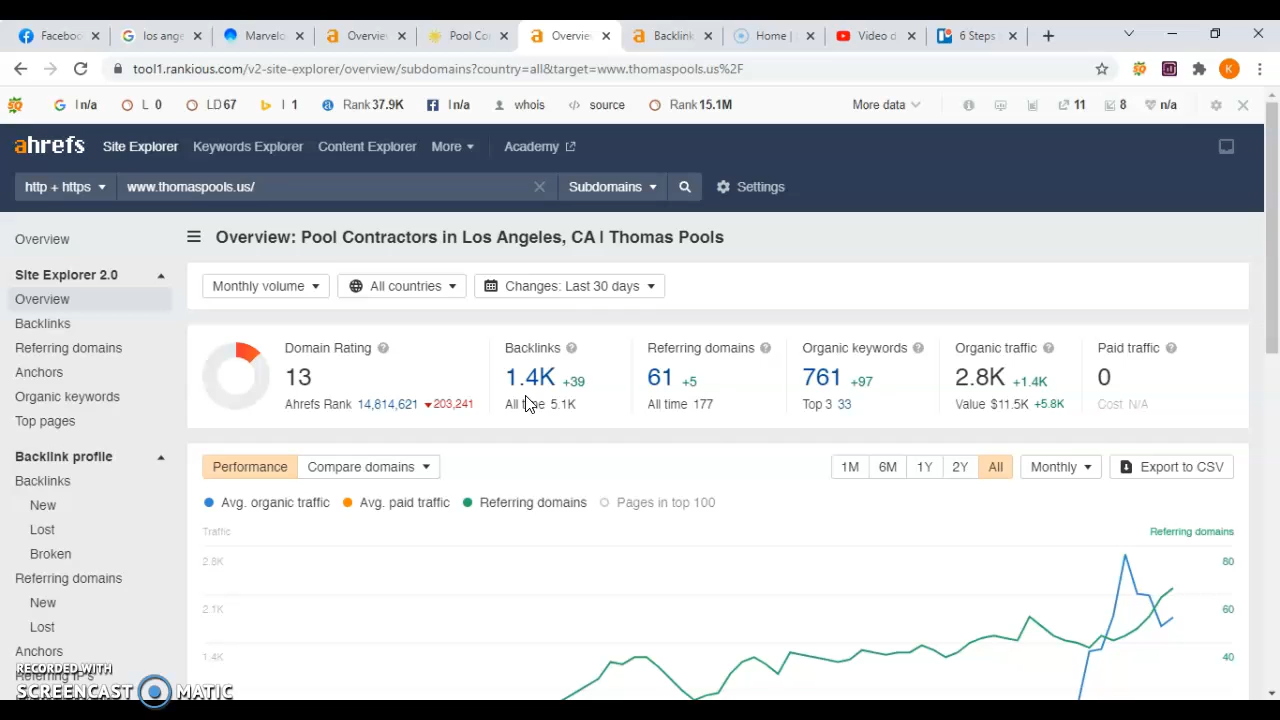 Facebo
los ange
Marvelo
Overvie
Pool Co
Overvie
Backlink
Home |
Video d
6 Steps
tool1.rankious.com/v2-site-explorer/overview/subdomains?country=all&target=www.thomaspools.us%2F
K
I n/a
L 0
LD 67
I 1
Rank 37.9K
I n/a
whois
source
Rank 15.1M
More data
11
8
n/a
ahrefs
Site Explorer
Keywords Explorer
Content Explorer
More
Academy
http + https
www.thomaspools.us/
Subdomains
Settings
Overview
Overview: Pool Contractors in Los Angeles, CA | Thomas Pools
Site Explorer 2.0
Overview
Backlinks
Referring domains
Anchors
Organic keywords
Top pages
Backlink profile
Backlinks
New
Lost
Broken
Referring domains
New
Lost
Anchors
Referring IP's
Monthly volume
All countries
Changes: Last 30 days
Domain Rating
13
Ahrefs Rank 14,814,621 203,241
Backlinks
1.4K +39
All time 5.1K
Referring domains
61 +5
All time 177
Organic keywords
761 +97
Top 3 33
Organic traffic
2.8K +1.4K
Value $11.5K +5.8K
Paid traffic
0
Cost N/A
Performance
Compare domains
1M
6M
1Y
2Y
All
Monthly
Export to CSV
Avg. organic traffic
Avg. paid traffic
Referring domains
Pages in top 100
Traffic
Referring domains
2.8K
80
2.1K
60
1.4K
40
RECORDED WITH
SCREENCAST MATIC